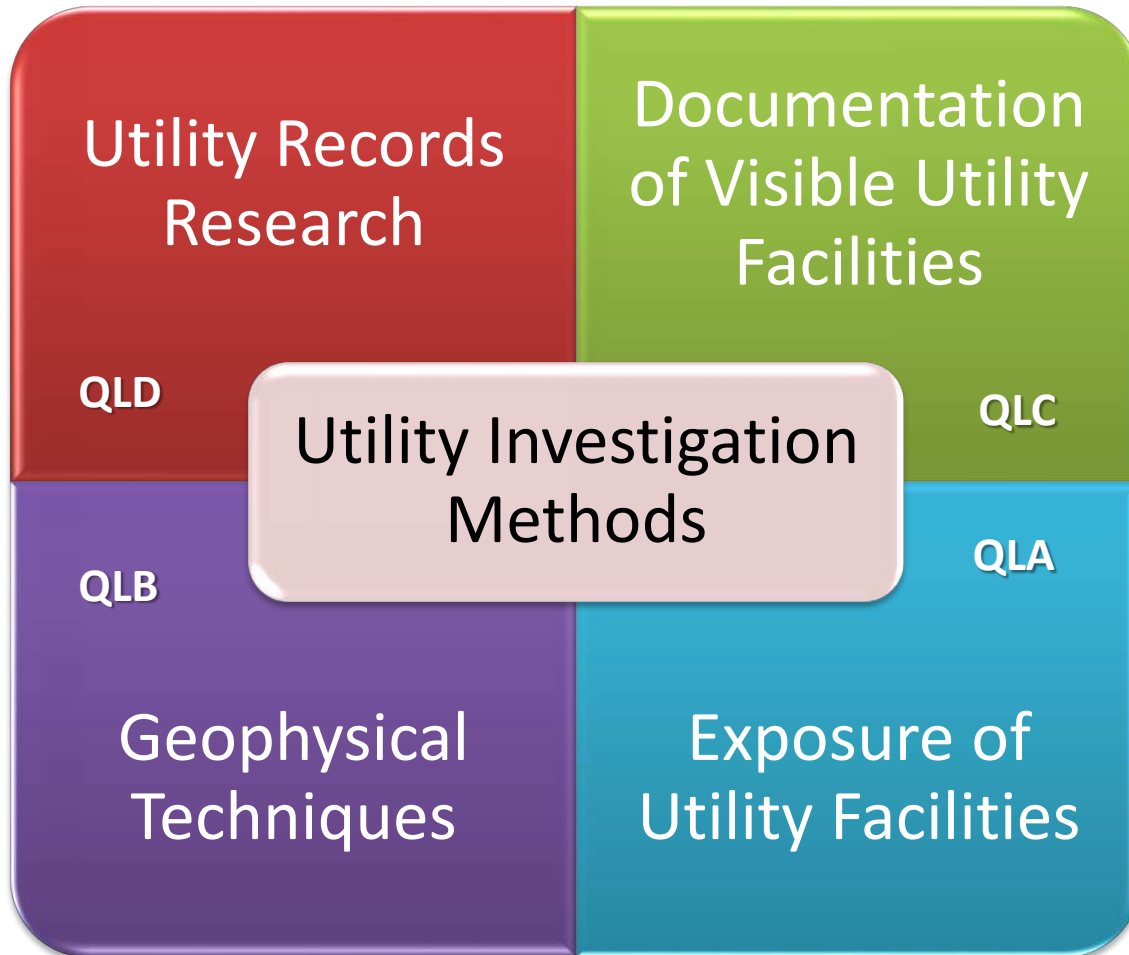 Utility Records
Research
QLD
Documentation
of Visible Utility
Facilities
QLC
Utility Investigation
Methods
QLB
Geophysical
Techniques
QLA
Exposure of
Utility Facilities